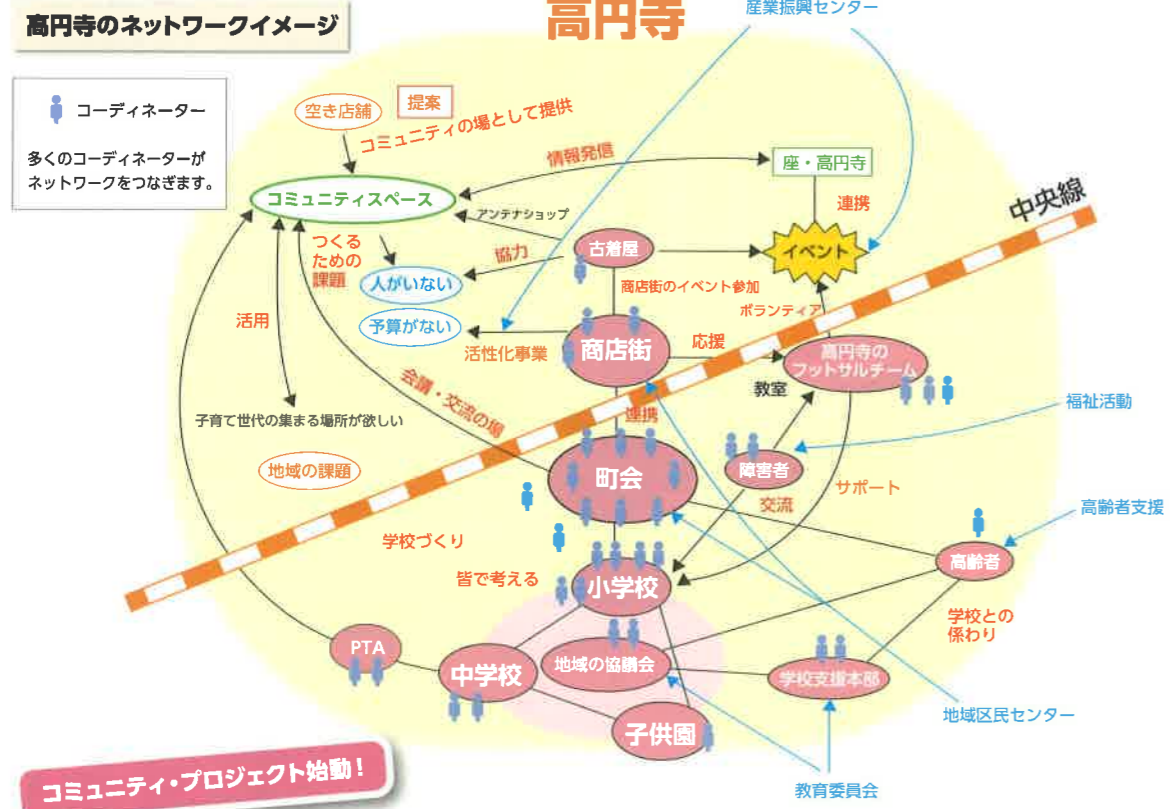 高円寺のネットワークイメージ
高円寺
産業振興センター
コーディネーター
多くのコーディネーターが
ネットワークをつなぎます。
空き店舗
提案
コミュニティの場として提供
情報発信
座・高円寺
コミュニティスペース
アンテナショップ
連携
中央線
つくる
ための
課題
協力
古着屋
イベント
人がいない
商店街のイベント参加
ボランティア
予算がない
活用
活性化事業
商店街
応援
高円寺の
フットサルチーム
教室
会議・交流の場
連携
福祉活動
子育て世代の集まる場所が欲しい
地域の課題
町会
障害者
サポート
交流
高齢者支援
学校づくり
皆で考える
小学校
高齢者
学校との
係わり
PTA
中学校
地域の協議会
学校支援本部
子供園
地域区民センター
教育委員会
コミュニティ・プロジェクト始動!